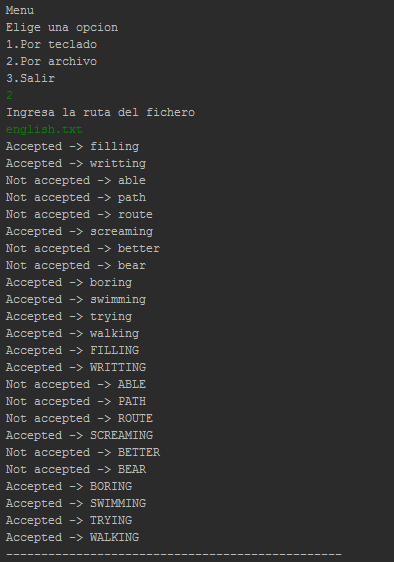 Menu
Elige una opcion
1.Por teclado
2.Por archivo
3.Salir
2
Ingresa la ruta del fichero
english.txt
Accepted -> filling
Accepted -> writting
Not accepted -> able
Not accepted -> path
Not accepted -> route
Accepted -> screaming
Not accepted -> better
Not accepted -> bear
Accepted -> boring
Accepted -> swimming
Accepted -> trying
Accepted -> walking
Accepted -> FILLING
Accepted -> WRITTING
Not accepted -> ABLE
Not accepted -> PATH
Not accepted -> ROUTE
Accepted -> SCREAMING
Not accepted -> BETTER
Not accepted -> BEAR
Accepted -> BORING
Accepted -> SWIMMING
Accepted -> TRYING
Accepted -> WALKING
------------------------------------------------